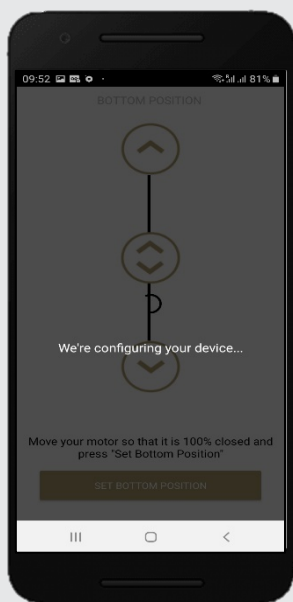 09:52 81%
BOTTOM POSITION
We're configuring your device...
Move your motor so that it is 100% closed and
press "Set Bottom Position"
SET BOTTOM POSITION